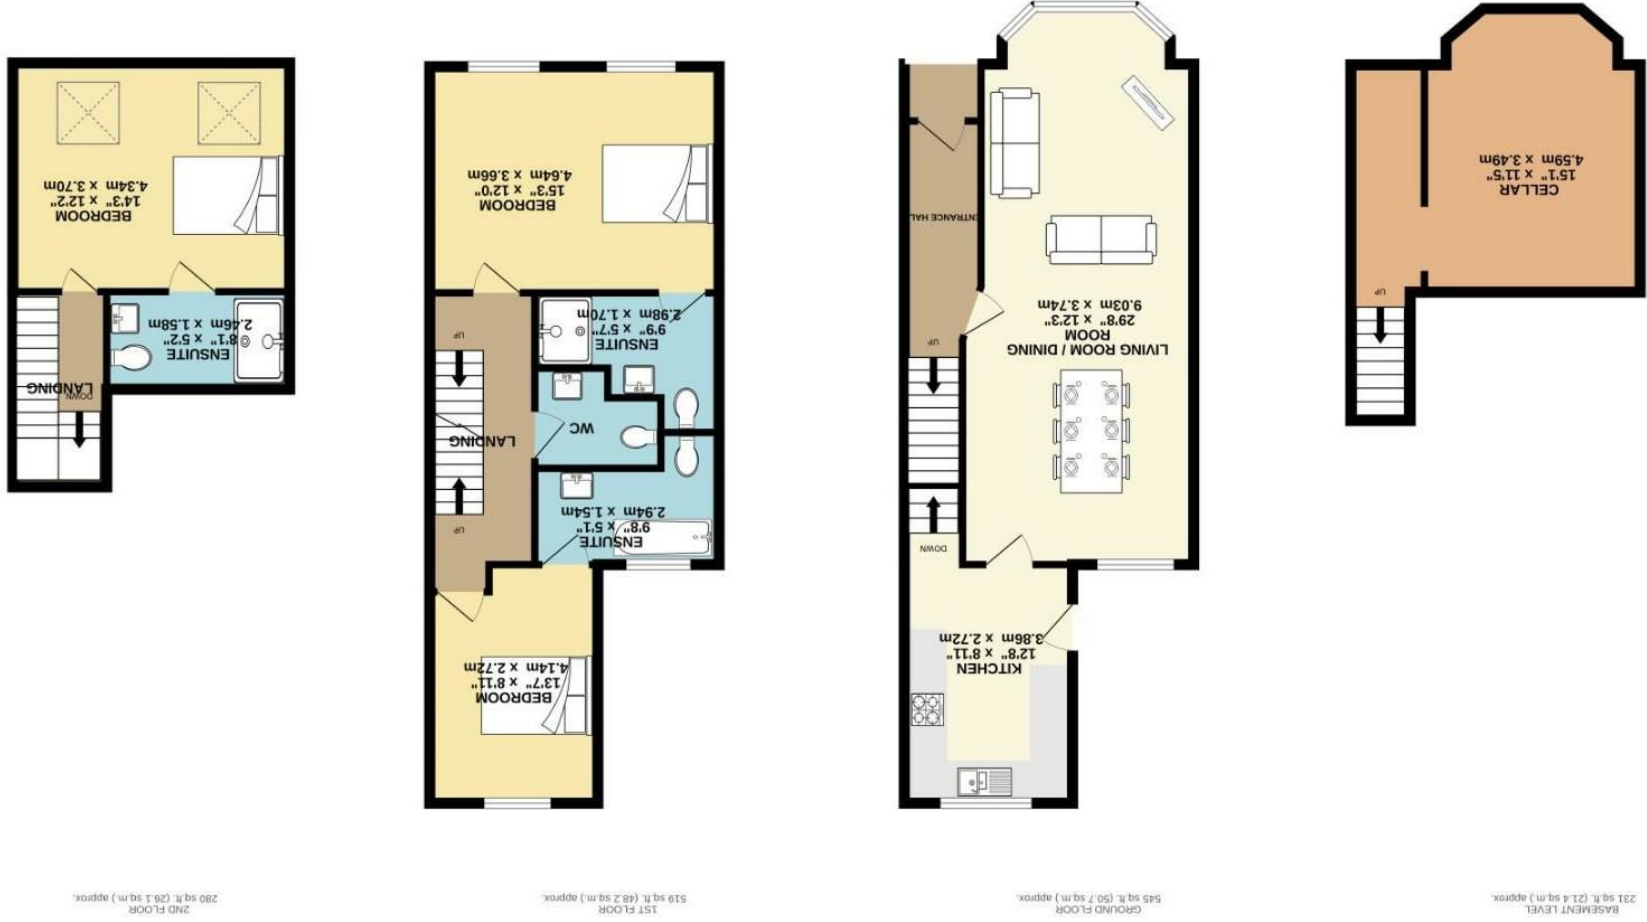 BASEMENT LEVEL
231 sq.ft. (21.4 sq.m.) approx.
UP
CELLAR
15'1" x 11'5"
4.59m x 3.49m
GROUND FLOOR
545 sq.ft. (50.7 sq.m.) approx.
KITCHEN
12'8" x 8'11"
3.86m x 2.72m
DOWN
LIVING ROOM / DINING
ROOM
29'8" x 12'3"
9.03m x 3.74m
UP
ENTRANCE HALL
1ST FLOOR
519 sq.ft. (48.2 sq.m.) approx.
BEDROOM
13'7" x 8'11"
4.14m x 2.72m
ENSUITE
9'8" x 5'1"
2.94m x 1.54m
UP
LANDING
WC
UP
ENSUITE
9'9" x 5'7"
2.98m x 1.70m
BEDROOM
15'3" x 12'0"
4.64m x 3.66m
2ND FLOOR
280 sq.ft. (26.1 sq.m.) approx.
DOWN
LANDING
ENSUITE
8'1" x 5'2"
2.46m x 1.58m
BEDROOM
14'3" x 12'2"
4.34m x 3.70m